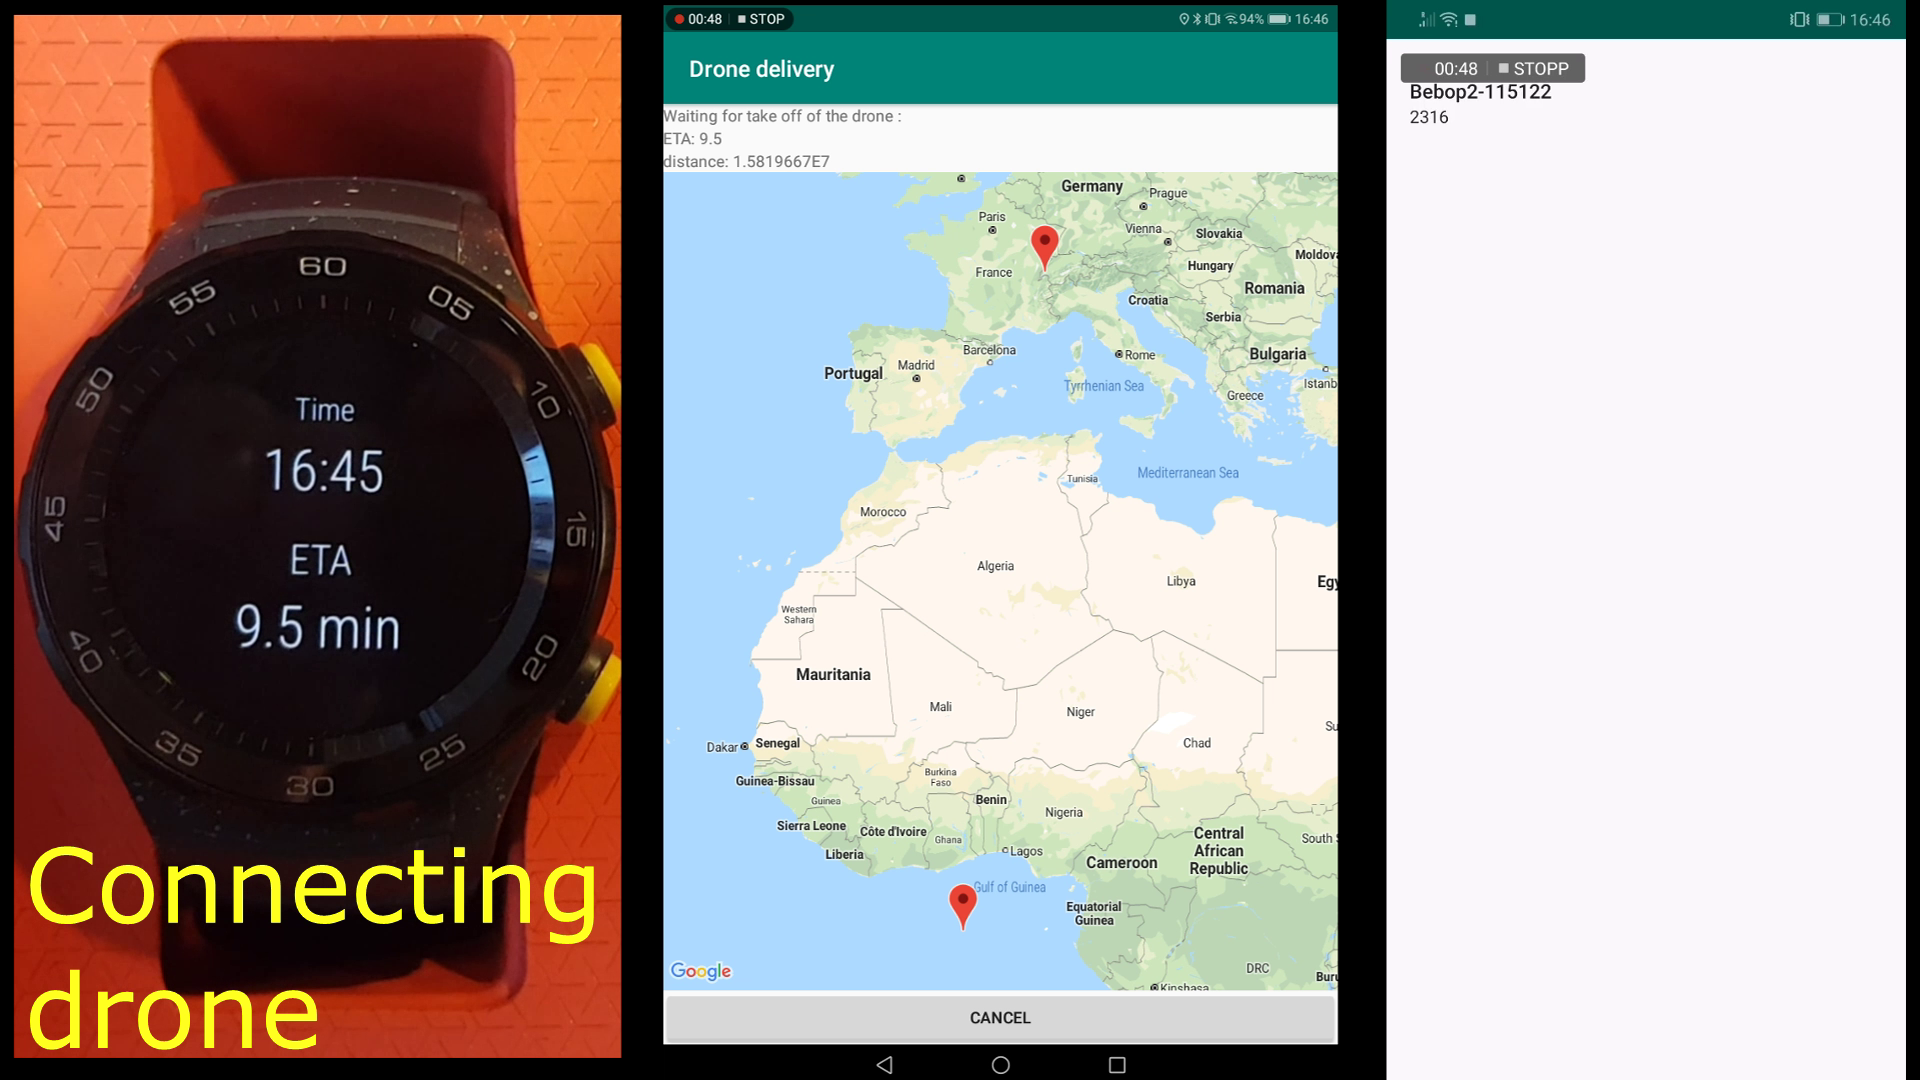 60
55
05
50
10
45
15
40
20
35
25
30
Time
16:45
ETA
9.5 min
Connecting
drone
00:48 STOP
94% 16:46
Drone delivery
Waiting for take off of the drone :
ETA: 9.5
distance: 1.5819667E7
Germany
Prague
Paris
Vienna
Slovakia
Moldov
Hungary
France
Romania
Croatia
Serbia
Barcelona
Bulgaria
Rome
Madrid
Portugal
Istanb
Tyrrhenian Sea
Greece
Mediterranean Sea
Tunisia
Morocco
Algeria
Libya
Egy
Western
Sahara
Mauritania
Mali
Niger
Su
Chad
Dakar
Senegal
Burkina
Faso
Guinea-Bissau
Guinea
Benin
Nigeria
Sierra Leone
Côte d'Ivoire
Ghana
Central
African
Republic
South S
Liberia
Lagos
Cameroon
Gulf of Guinea
Equatorial
Guinea
DRC
Buru
Kinshasa
Google
CANCEL
16:46
00:48 STOPP
Bebop2-115122
2316